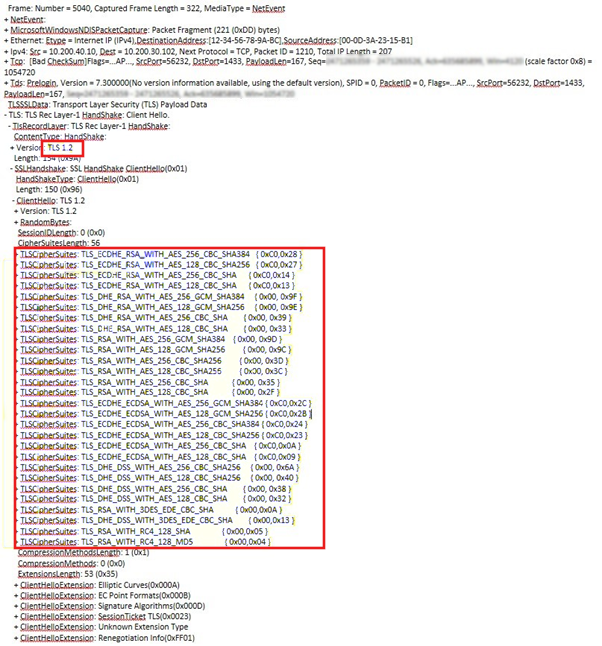 Frame: Number = 5040, Captured Frame Length = 322, MediaType = NetEvent
+ NetEvent:
+ MicrosoftWindowsNDISPacketCapture: Packet Fragment (221 (0xDD) bytes)
+ Ethernet: Etype = Internet IP (IPv4),DestinationAddress:[12-34-56-78-9A-BC],SourceAddress:[00-0D-3A-23-15-B1]
+ Ipv4: Src = 10.200.40.10, Dest = 10.200.30.102, Next Protocol = TCP, Packet ID = 1210, Total IP Length = 207
+ Tcp: [Bad CheckSum]Flags=...AP..., SrcPort=56232, DstPort=1433, PayloadLen=167, Seq= (scale factor 0x8) =
1054720
+ Tds: Prelogin, Version = 7.300000(No version information available, using the default version), SPID = 0, PacketID = 0, Flags=...AP..., SrcPort=56232, DstPort=1433,
PayloadLen=167,
TLSSSLData: Transport Layer Security (TLS) Payload Data
- TLS: TLS Rec Layer-1 HandShake: Client Hello.
- TlsRecordLayer: TLS Rec Layer-1 HandShake:
ContentType: HandShake:
+ Version: TLS 1.2
Length: 154 (0x9A)
- SSLHandshake: SSL HandShake ClientHello(0x01)
HandShakeType: ClientHello(0x01)
Length: 150 (0x96)
- ClientHello: TLS 1.2
+ Version: TLS 1.2
+ RandomBytes:
SessionIDLength: 0 (0x0)
CipherSuitesLength: 56
+ TLSCipherSuites: TLS_ECDHE_RSA_WITH_AES_256_CBC_SHA384 { 0xC0,0x28 }
+ TLSCipherSuites: TLS_ECDHE_RSA_WITH_AES_128_CBC_SHA256 { 0xC0,0x27 }
+ TLSCipherSuites: TLS_ECDHE_RSA_WITH_AES_256_CBC_SHA { 0xC0,0x14 }
+ TLSCipherSuites: TLS_ECDHE_RSA_WITH_AES_128_CBC_SHA { 0xC0,0x13 }
+ TLSCipherSuites: TLS_DHE_RSA_WITH_AES_256_GCM_SHA384 { 0x00, 0x9F }
+ TLSCipherSuites: TLS_DHE_RSA_WITH_AES_128_GCM_SHA256 { 0x00, 0x9E }
+ TLSCipherSuites: TLS_DHE_RSA_WITH_AES_256_CBC_SHA { 0x00, 0x39 }
+ TLSCipherSuites: TLS_DHE_RSA_WITH_AES_128_CBC_SHA { 0x00, 0x33 }
+ TLSCipherSuites: TLS_RSA_WITH_AES_256_GCM_SHA384 { 0x00, 0x9D }
+ TLSCipherSuites: TLS_RSA_WITH_AES_128_GCM_SHA256 { 0x00, 0x9C }
+ TLSCipherSuites: TLS_RSA_WITH_AES_256_CBC_SHA256 { 0x00, 0x3D }
+ TLSCipherSuites: TLS_RSA_WITH_AES_128_CBC_SHA256 { 0x00, 0x3C }
+ TLSCipherSuites: TLS_RSA_WITH_AES_256_CBC_SHA { 0x00, 0x35 }
+ TLSCipherSuites: TLS_RSA_WITH_AES_128_CBC_SHA { 0x00, 0x2F }
+ TLSCipherSuites: TLS_ECDHE_ECDSA_WITH_AES_256_GCM_SHA384 { 0xC0,0x2C }
+ TLSCipherSuites: TLS_ECDHE_ECDSA_WITH_AES_128_GCM_SHA256 { 0xC0,0x2B }
+ TLSCipherSuites: TLS_ECDHE_ECDSA_WITH_AES_256_CBC_SHA384 { 0xC0,0x24 }
+ TLSCipherSuites: TLS_ECDHE_ECDSA_WITH_AES_128_CBC_SHA256 { 0xC0,0x23 }
+ TLSCipherSuites: TLS_ECDHE_ECDSA_WITH_AES_256_CBC_SHA { 0xC0,0x0A }
+ TLSCipherSuites: TLS_ECDHE_ECDSA_WITH_AES_128_CBC_SHA { 0xC0,0x09 }
+ TLSCipherSuites: TLS_DHE_DSS_WITH_AES_256_CBC_SHA256 { 0x00, 0x6A }
+ TLSCipherSuites: TLS_DHE_DSS_WITH_AES_128_CBC_SHA256 { 0x00, 0x40 }
+ TLSCipherSuites: TLS_DHE_DSS_WITH_AES_256_CBC_SHA { 0x00, 0x38 }
+ TLSCipherSuites: TLS_DHE_DSS_WITH_AES_128_CBC_SHA { 0x00, 0x32 }
+ TLSCipherSuites: TLS_RSA_WITH_3DES_EDE_CBC_SHA { 0x00,0x0A }
+ TLSCipherSuites: TLS_DHE_DSS_WITH_3DES_EDE_CBC_SHA { 0x00,0x13 }
+ TLSCipherSuites: TLS_RSA_WITH_RC4_128_SHA { 0x00,0x05 }
+ TLSCipherSuites: TLS_RSA_WITH_RC4_128_MD5 { 0x00,0x04 }
CompressionMethodsLength: 1 (0x1)
CompressionMethods: 0 (0x0)
ExtensionsLength: 53 (0x35)
+ ClientHelloExtension: Elliptic Curves(0x000A)
+ ClientHelloExtension: EC Point Formats(0x000B)
+ ClientHelloExtension: Signature Algorithms(0x000D)
+ ClientHelloExtension: SessionTicket TLS(0x0023)
+ ClientHelloExtension: Unknown Extension Type
+ ClientHelloExtension: Renegotiation Info(0xFF01)